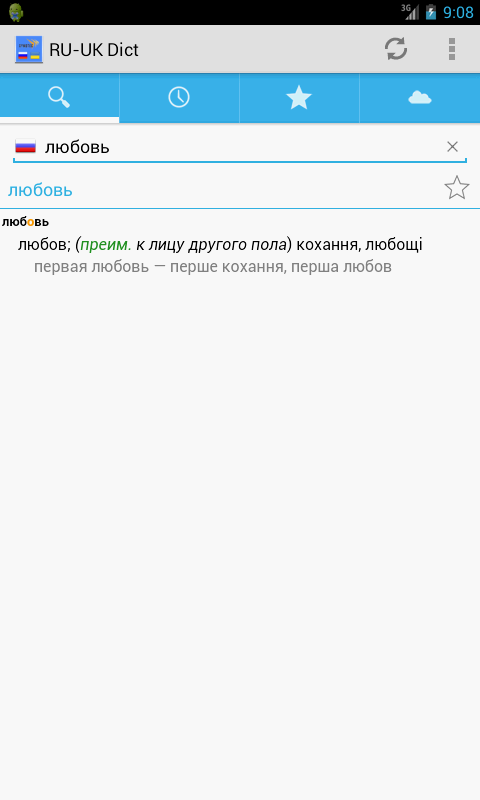 3G 9:08
RU-UK Dict
любовь
любовь
любовь
любов; (преим. к лицу другого пола) кохання, любощі
первая любовь — перше кохання, перша любов